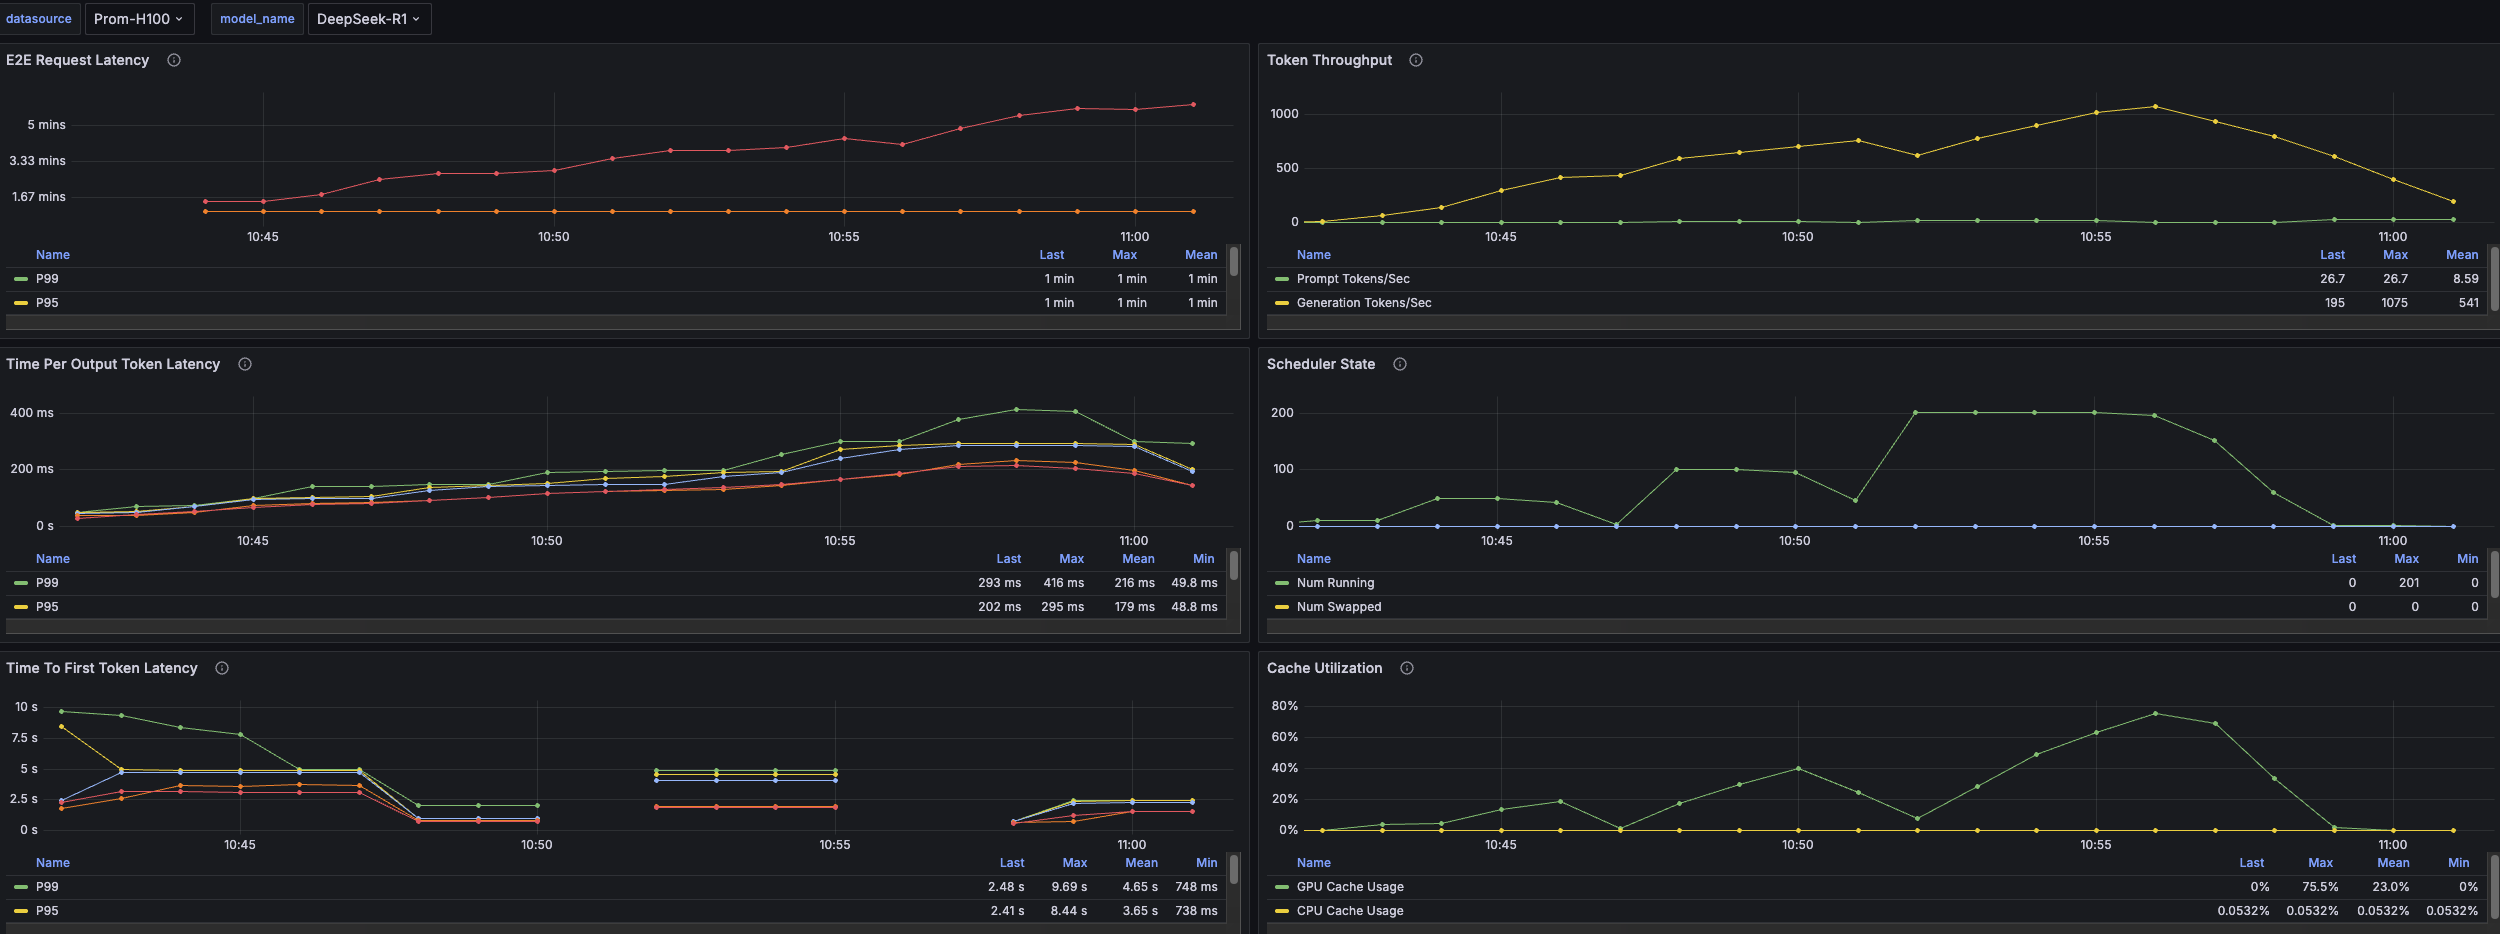 datasource Prom-H100 model_name DeepSeek-R1
E2E Request Latency
5 mins
3.33 mins
1.67 mins
10:45 10:50 10:55 11:00
Name Last Max Mean
P99 1 min 1 min 1 min
P95 1 min 1 min 1 min
Token Throughput
1000
500
0
10:45 10:50 10:55 11:00
Name Last Max Mean
Prompt Tokens/Sec 26.7 26.7 8.59
Generation Tokens/Sec 195 1075 541
Time Per Output Token Latency
400 ms
200 ms
0 s
10:45 10:50 10:55 11:00
Name Last Max Mean Min
P99 293 ms 416 ms 216 ms 49.8 ms
P95 202 ms 295 ms 179 ms 48.8 ms
Scheduler State
200
100
0
10:45 10:50 10:55 11:00
Name Last Max Min
Num Running 0 201 0
Num Swapped 0 0 0
Time To First Token Latency
10 s
7.5 s
5 s
2.5 s
0 s
10:45 10:50 10:55 11:00
Name Last Max Mean Min
P99 2.48 s 9.69 s 4.65 s 748 ms
P95 2.41 s 8.44 s 3.65 s 738 ms
Cache Utilization
80%
60%
40%
20%
0%
10:45 10:50 10:55 11:00
Name Last Max Mean Min
GPU Cache Usage 0% 75.5% 23.0% 0%
CPU Cache Usage 0.0532% 0.0532% 0.0532% 0.0532%